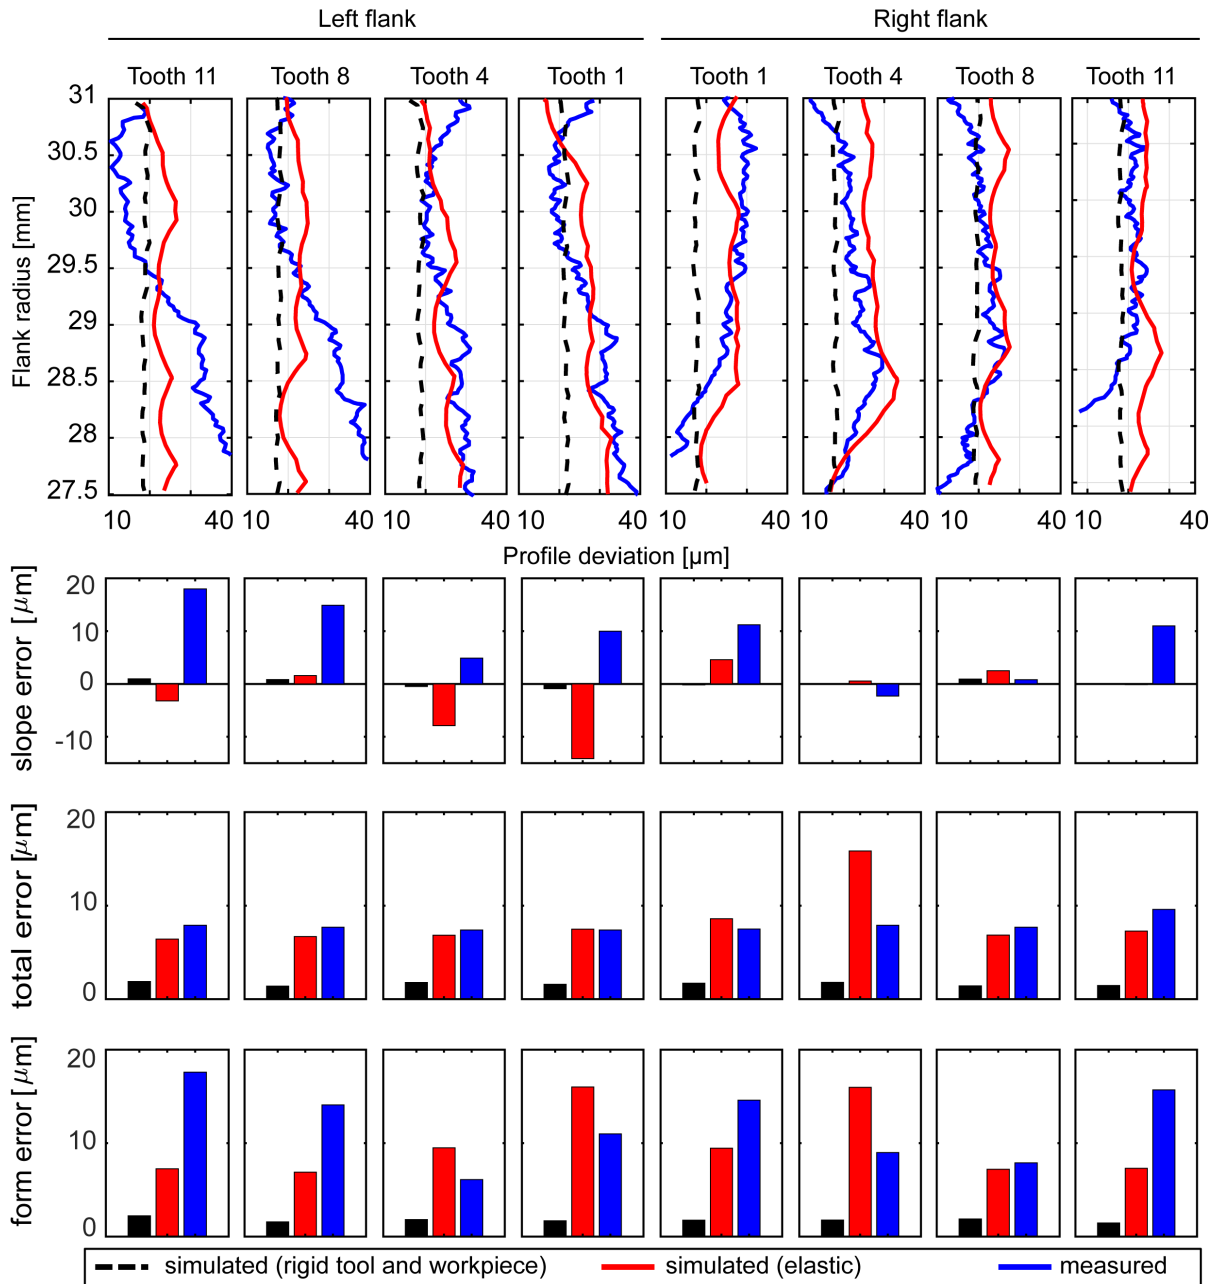 Left flank Right flank
Tooth 11 Tooth 8 Tooth 4 Tooth 1 Tooth 1 Tooth 4 Tooth 8 Tooth 11
Flank radius [mm]
31
30.5
30
29.5
29
28.5
28
27.5
10 40 10 40 10 40 10 40 10 40 10 40 10 40 10 40
Profile deviation [µm]
slope error [µm]
20
10
0
-10
total error [µm]
20
10
0
form error [µm]
20
10
0
simulated (rigid tool and workpiece) simulated (elastic) measured